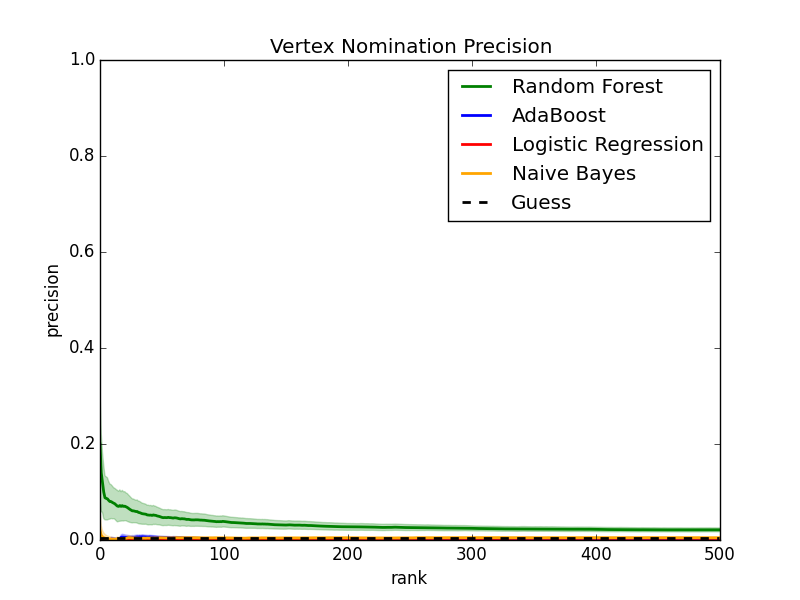 Vertex Nomination Precision
1.0
0.8
0.6
0.4
0.2
0.0
precision
Random Forest
AdaBoost
Logistic Regression
Naive Bayes
Guess
0 100 200 300 400 500
rank